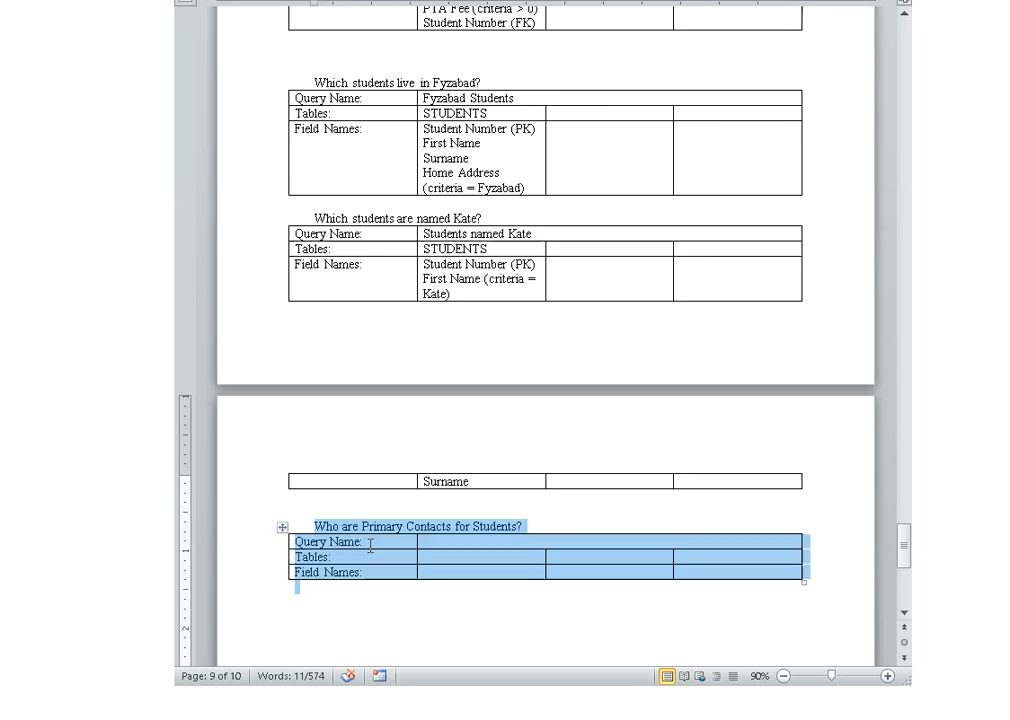 PTA Fee (criteria > 0)
Student Number (FK)
Which students live in Fyzabad?
Query Name: Fyzabad Students
Tables: STUDENTS
Field Names: Student Number (PK)
First Name
Surname
Home Address
(criteria = Fyzabad)
Which students are named Kate?
Query Name: Students named Kate
Tables: STUDENTS
Field Names: Student Number (PK)
First Name (criteria =
Kate)
Surname
Who are Primary Contacts for Students?
Query Name:
Tables:
Field Names:
1
2
Page: 9 of 10 Words: 11/574 90%